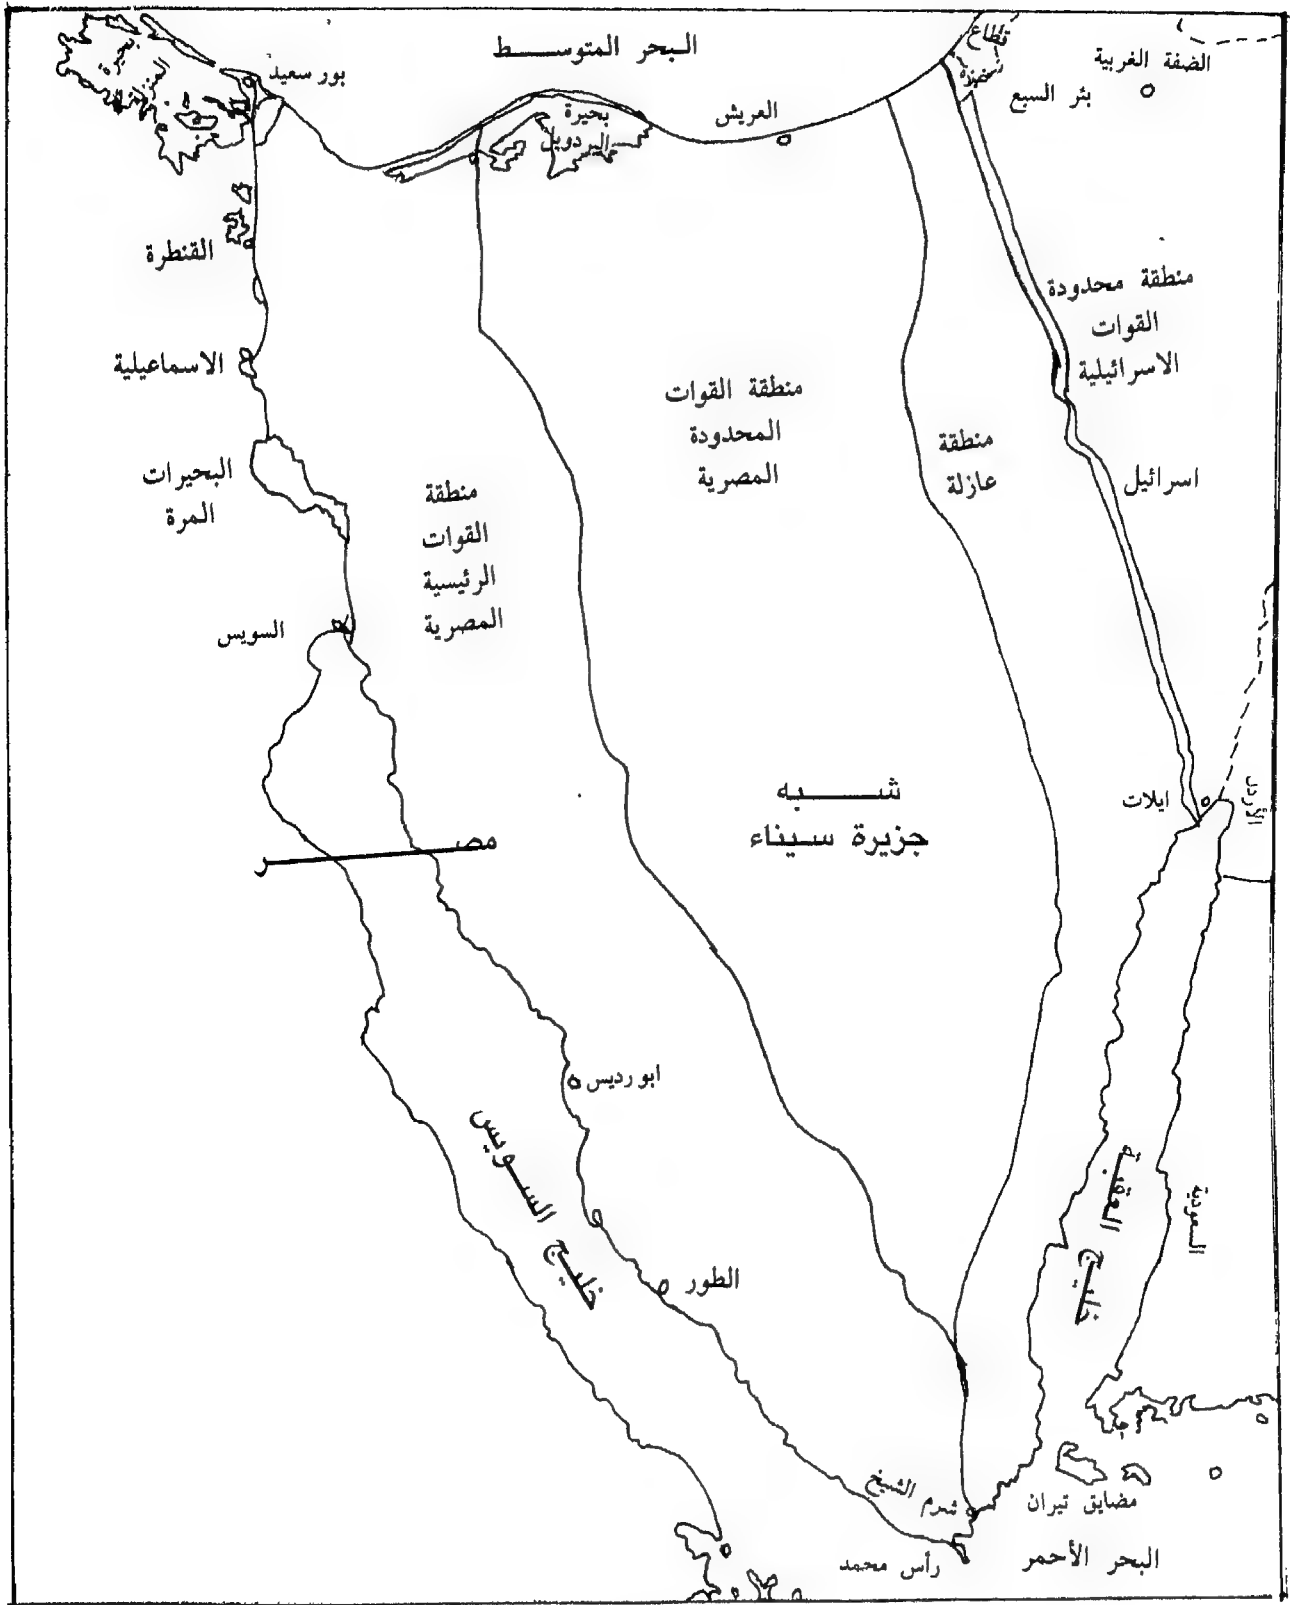 البحر المتوسط
قطاع
غزة
الضفة الغربية
بئر السبع
بور سعيد
بحيرة
البردويل
العريش
القنطرة
منطقة محدودة
القوات
الاسرائيلية
الاسماعيلية
منطقة القوات
المحدودة
المصرية
منطقة
عازلة
اسرائيل
البحيرات
المرة
منطقة
القوات
الرئيسية
المصرية
السويس
شبه
جزيرة سيناء
ايلات
الأردن
مصر
ابو رديس
خليج السويس
خليج العقبة
السعودية
الطور
شرم الشيخ
مضايق تيران
رأس محمد
البحر الأحمر